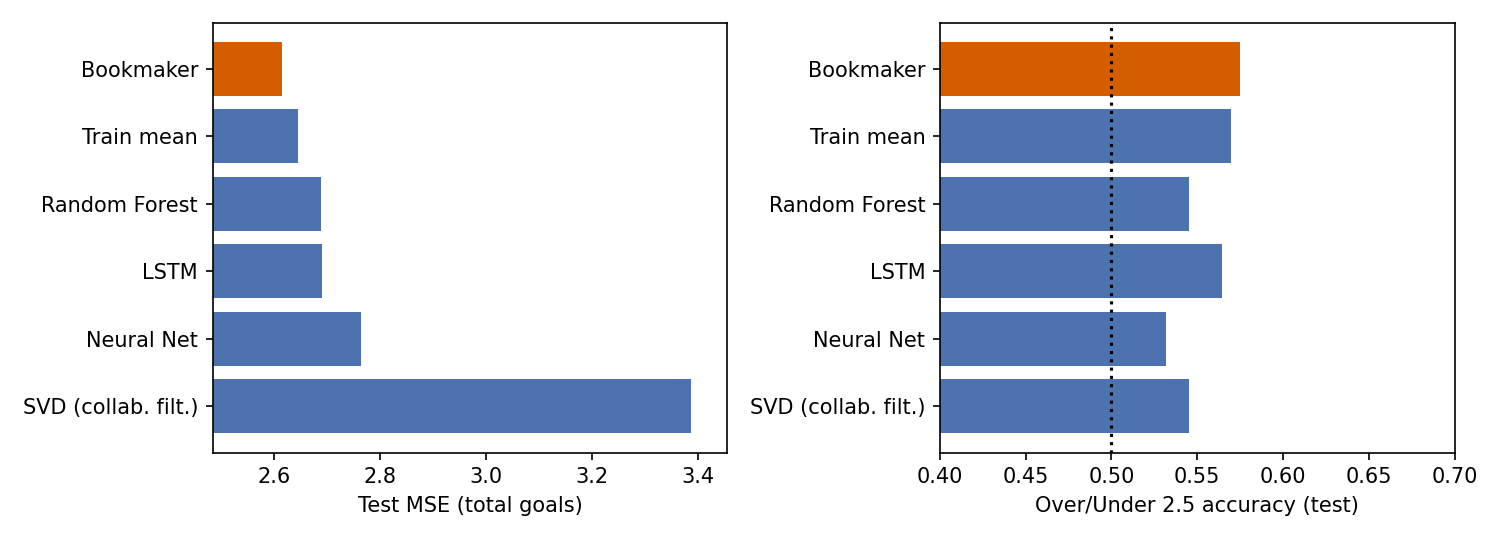 Bookmaker
Train mean
Random Forest
LSTM
Neural Net
SVD (collab. filt.)
2.6 2.8 3.0 3.2 3.4
Test MSE (total goals)
Bookmaker
Train mean
Random Forest
LSTM
Neural Net
SVD (collab. filt.)
0.40 0.45 0.50 0.55 0.60 0.65 0.70
Over/Under 2.5 accuracy (test)